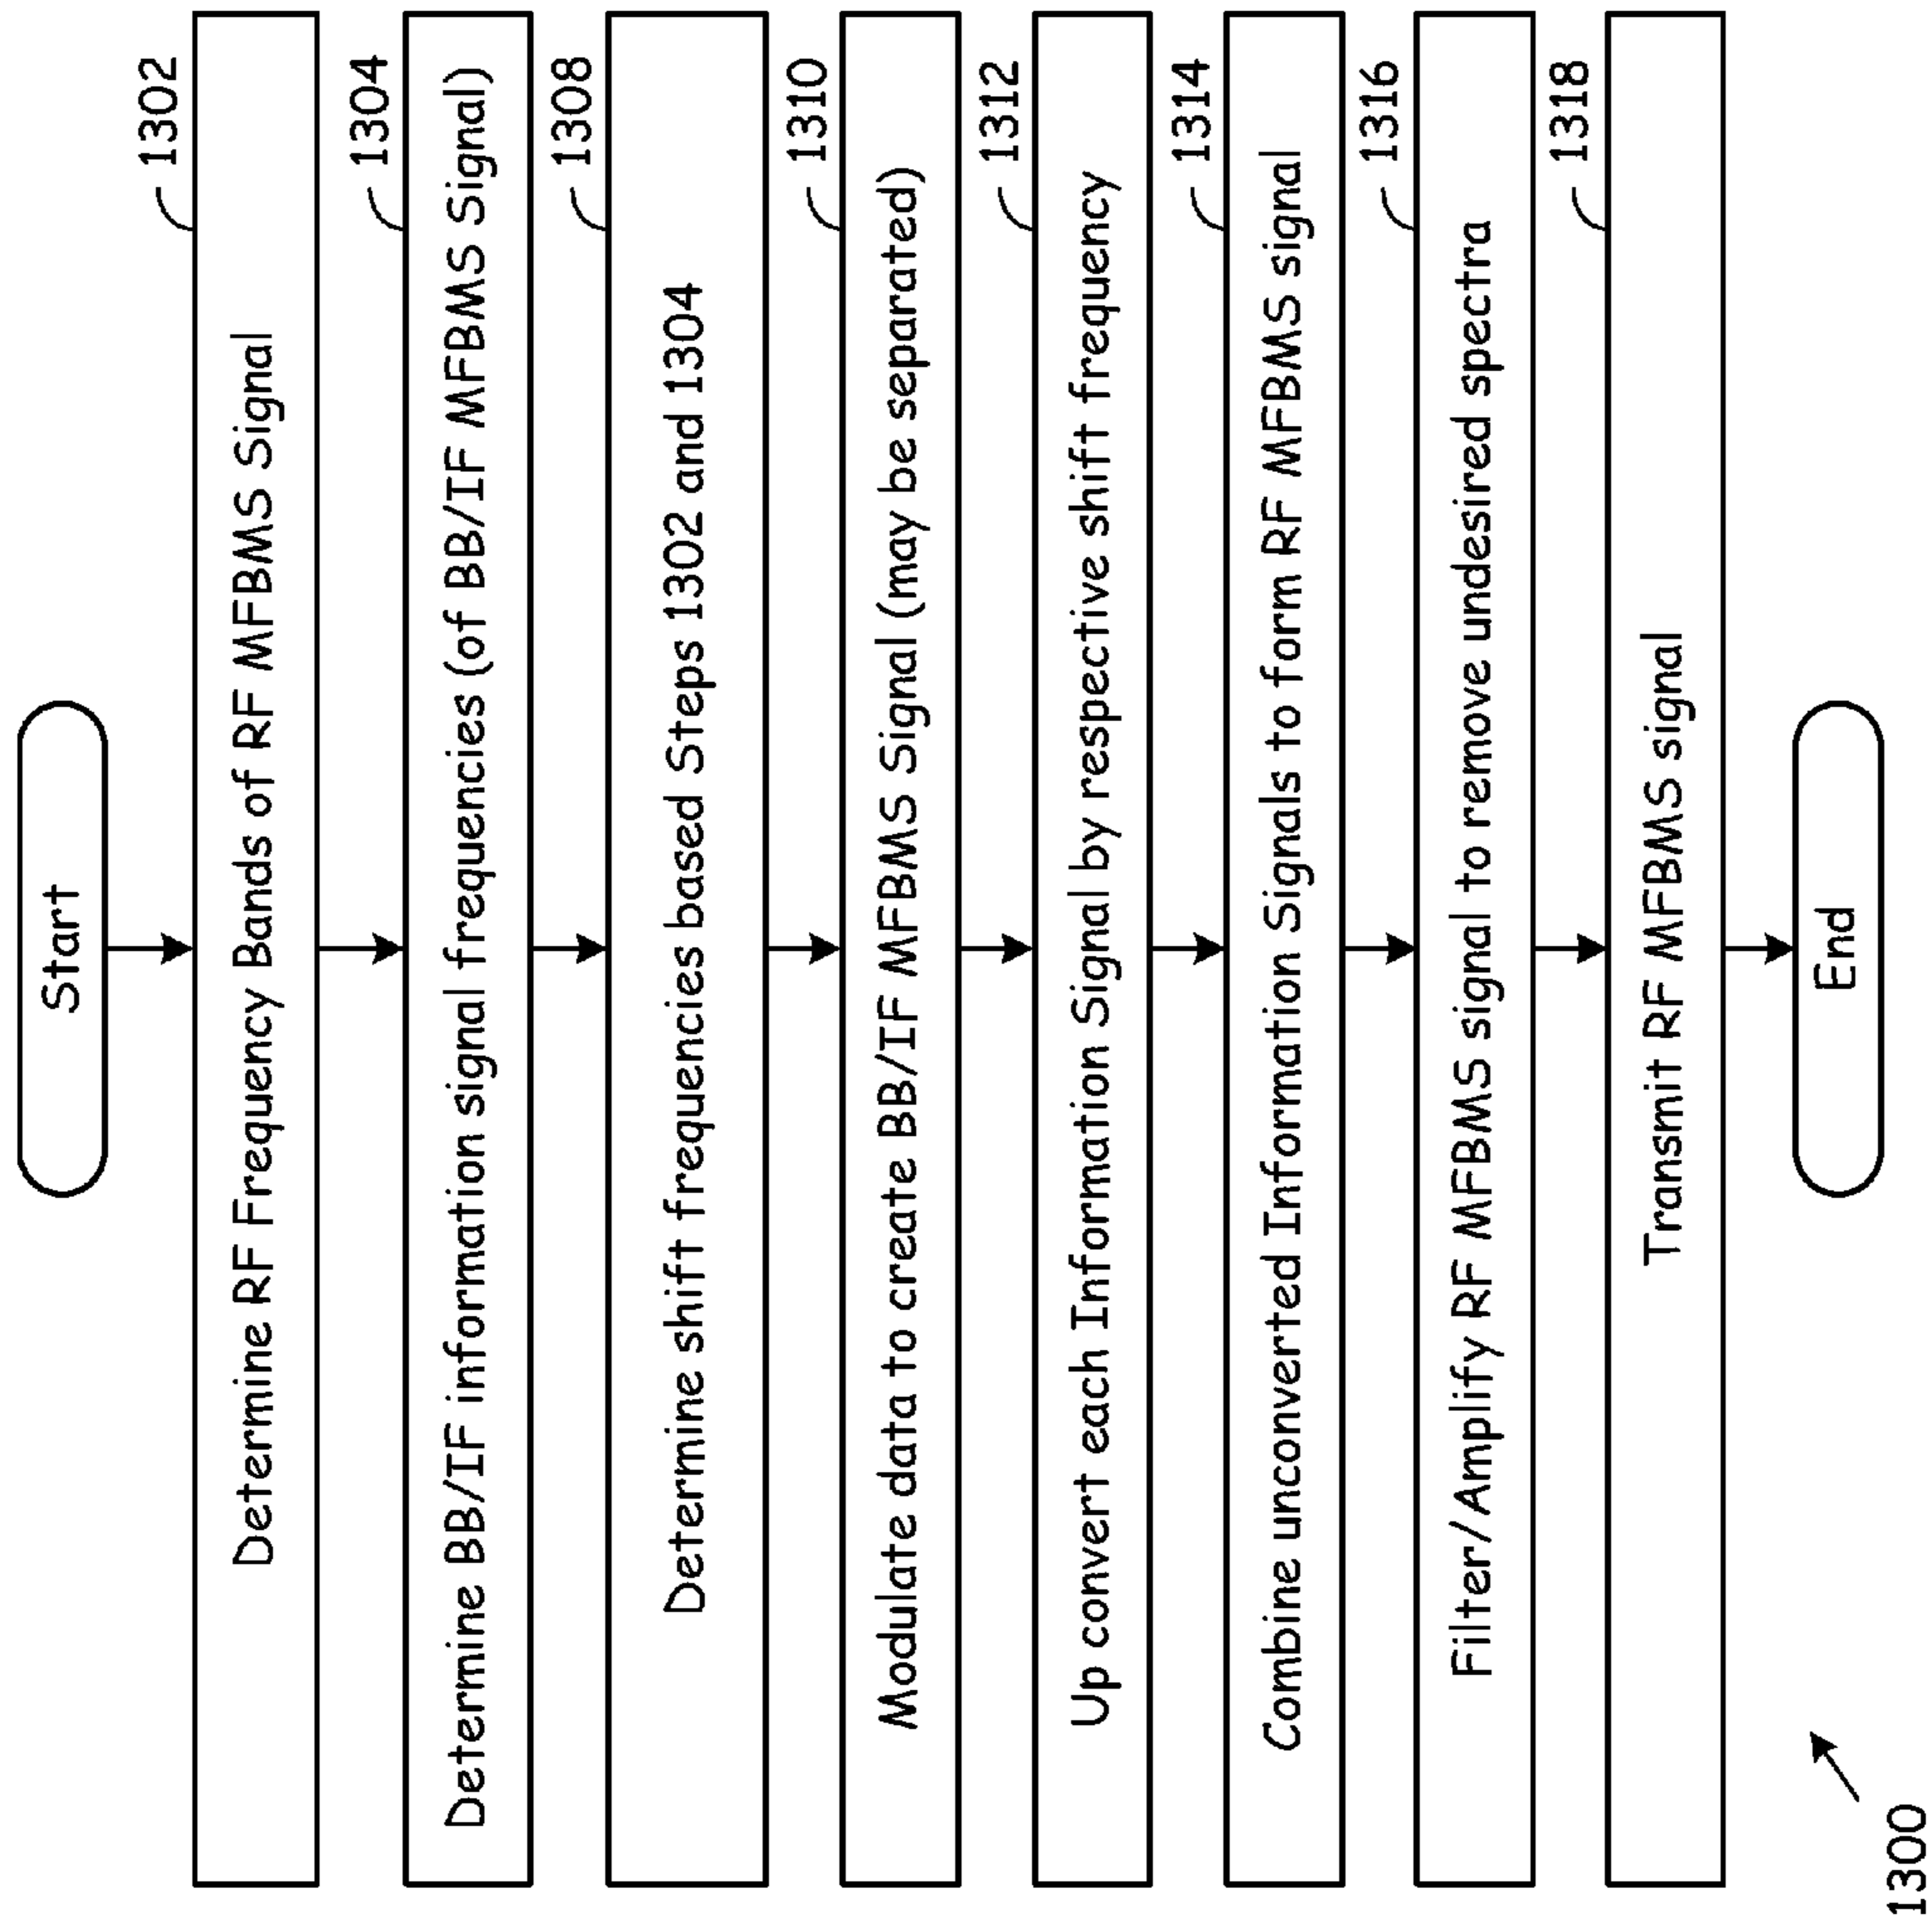 Start
1302
Determine RF Frequency Bands of RF MFBMS Signal
1304
Determine BB/IF information signal frequencies (of BB/IF MFBMS Signal)
1308
Determine shift frequencies based Steps 1302 and 1304
1310
Modulate data to create BB/IF MFBMS Signal (may be separated)
1312
Up convert each Information Signal by respective shift frequency
1314
Combine unconverted Information Signals to form RF MFBMS signal
1316
Filter/Amplify RF MFBMS signal to remove undesired spectra
1318
Transmit RF MFBMS signal
End
1300